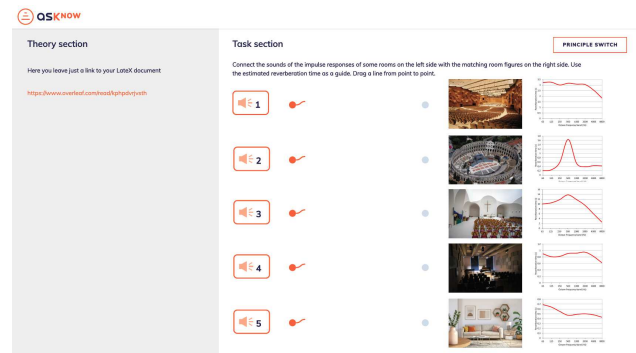 ASKNOW
Theory section
Here you leave just a link to your LateX document
https://www.overleaf.com/read/kphpdvrjvxth
Task section
PRINCIPLE SWITCH
Connect the sounds of the impulse responses of some rooms on the left side with the matching room figures on the right side. Use
the estimated reverberation time as a guide. Drag a line from point to point.
1
2
3
4
5